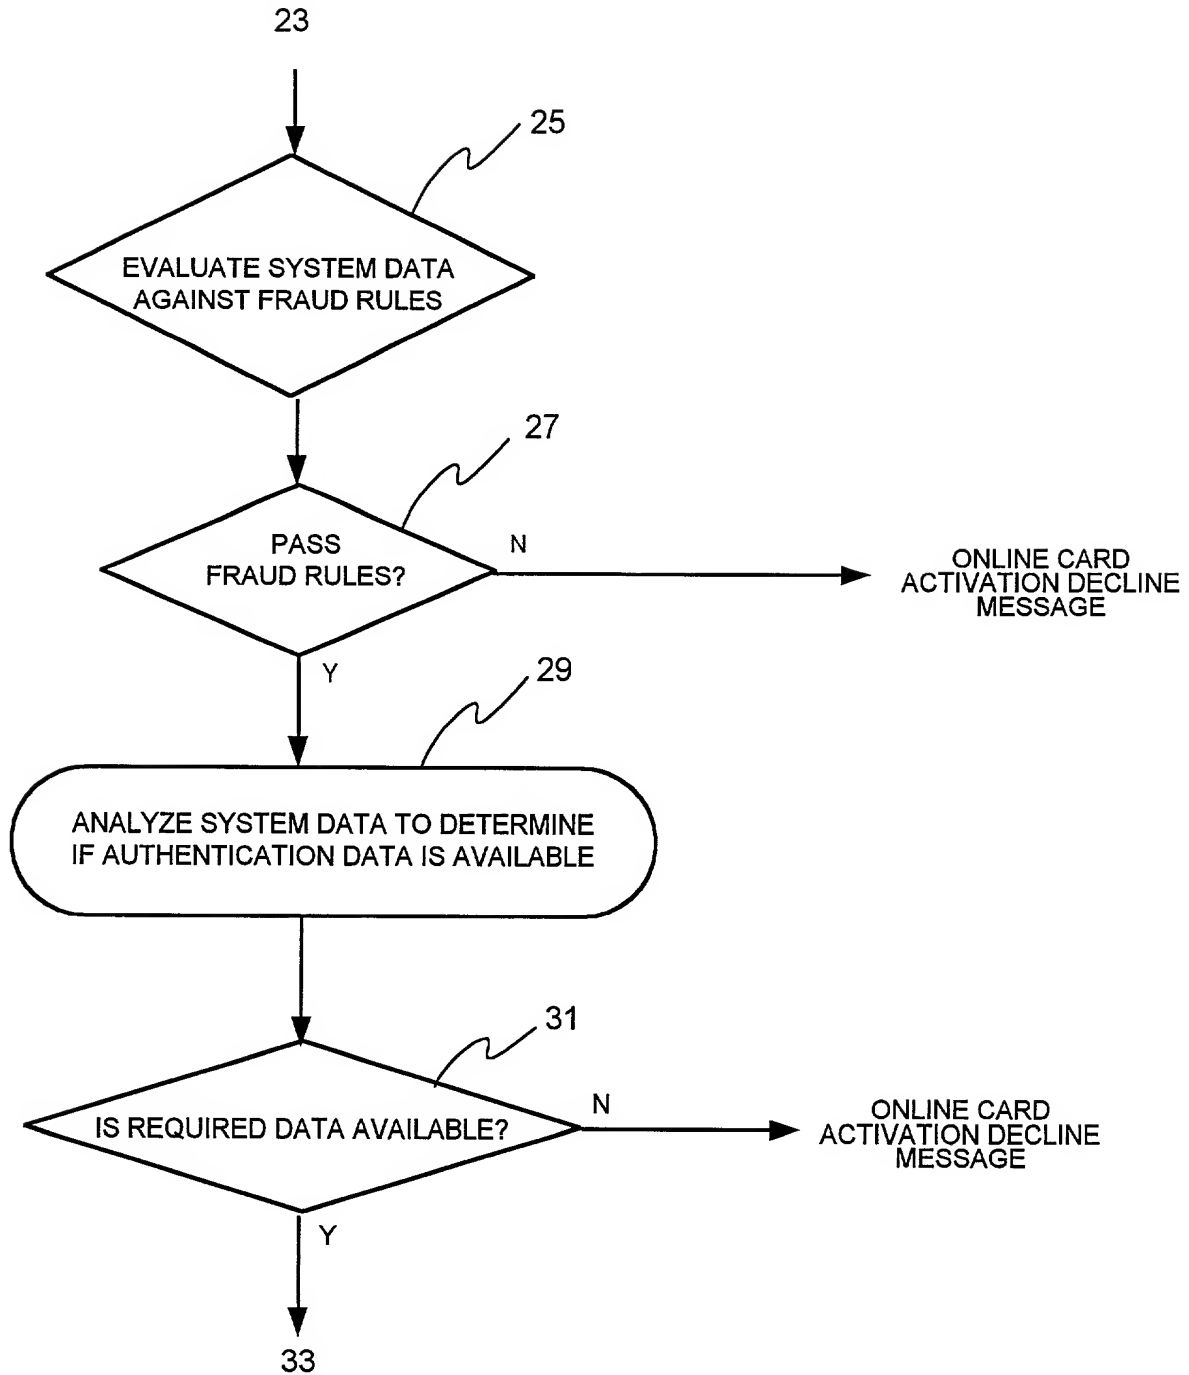 23
25
EVALUATE SYSTEM DATA
AGAINST FRAUD RULES
27
PASS
FRAUD RULES?
N
ONLINE CARD
ACTIVATION DECLINE
MESSAGE
Y
29
ANALYZE SYSTEM DATA TO DETERMINE
IF AUTHENTICATION DATA IS AVAILABLE
31
IS REQUIRED DATA AVAILABLE?
N
ONLINE CARD
ACTIVATION DECLINE
MESSAGE
Y
33